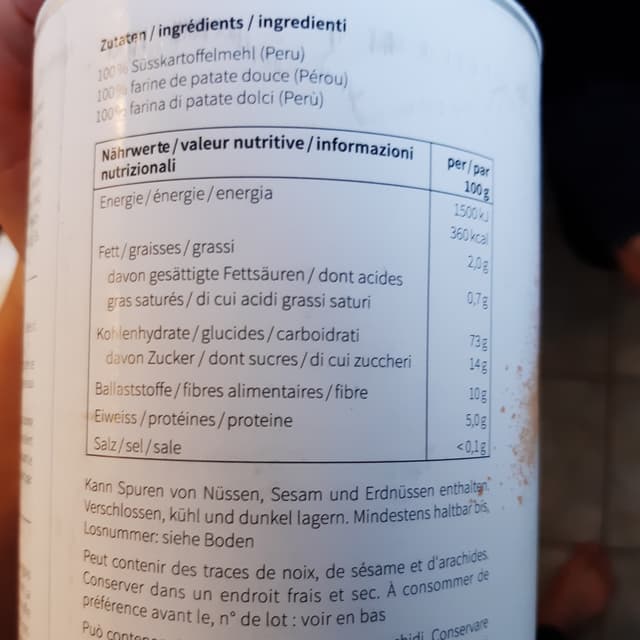 Zutaten / ingrédients / ingredienti
100% Süsskartoffelmehl (Peru)
100% farine de patate douce (Pérou)
100% farina di patate dolci (Perù)
Nährwerte / valeur nutritive / informazioni nutrizionali per / par 100 g
Energie / énergie / energia 1500 kJ
360 kcal
Fett / graisses / grassi 2,0 g
davon gesättigte Fettsäuren / dont acides
gras saturés / di cui acidi grassi saturi 0,7 g
Kohlenhydrate / glucides / carboidrati 73 g
davon Zucker / dont sucres / di cui zuccheri 14 g
Ballaststoffe / fibres alimentaires / fibre 10 g
Eiweiss / protéines / proteine 5,0 g
Salz / sel / sale <0,1 g
Kann Spuren von Nüssen, Sesam und Erdnüssen enthalten.
Verschlossen, kühl und dunkel lagern. Mindestens haltbar bis,
Losnummer: siehe Boden
Peut contenir des traces de noix, de sésame et d'arachides.
Conserver dans un endroit frais et sec. À consommer de
préférence avant le, n° de lot : voir en bas
Può Conservare